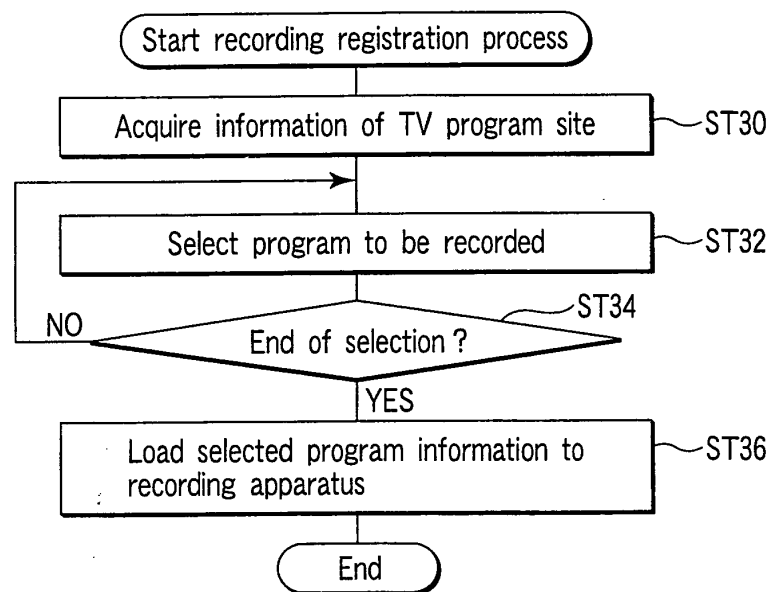 Start recording registration process
Acquire information of TV program site
ST30
Select program to be recorded
ST32
ST34
NO
End of selection ?
YES
Load selected program information to
recording apparatus
ST36
End